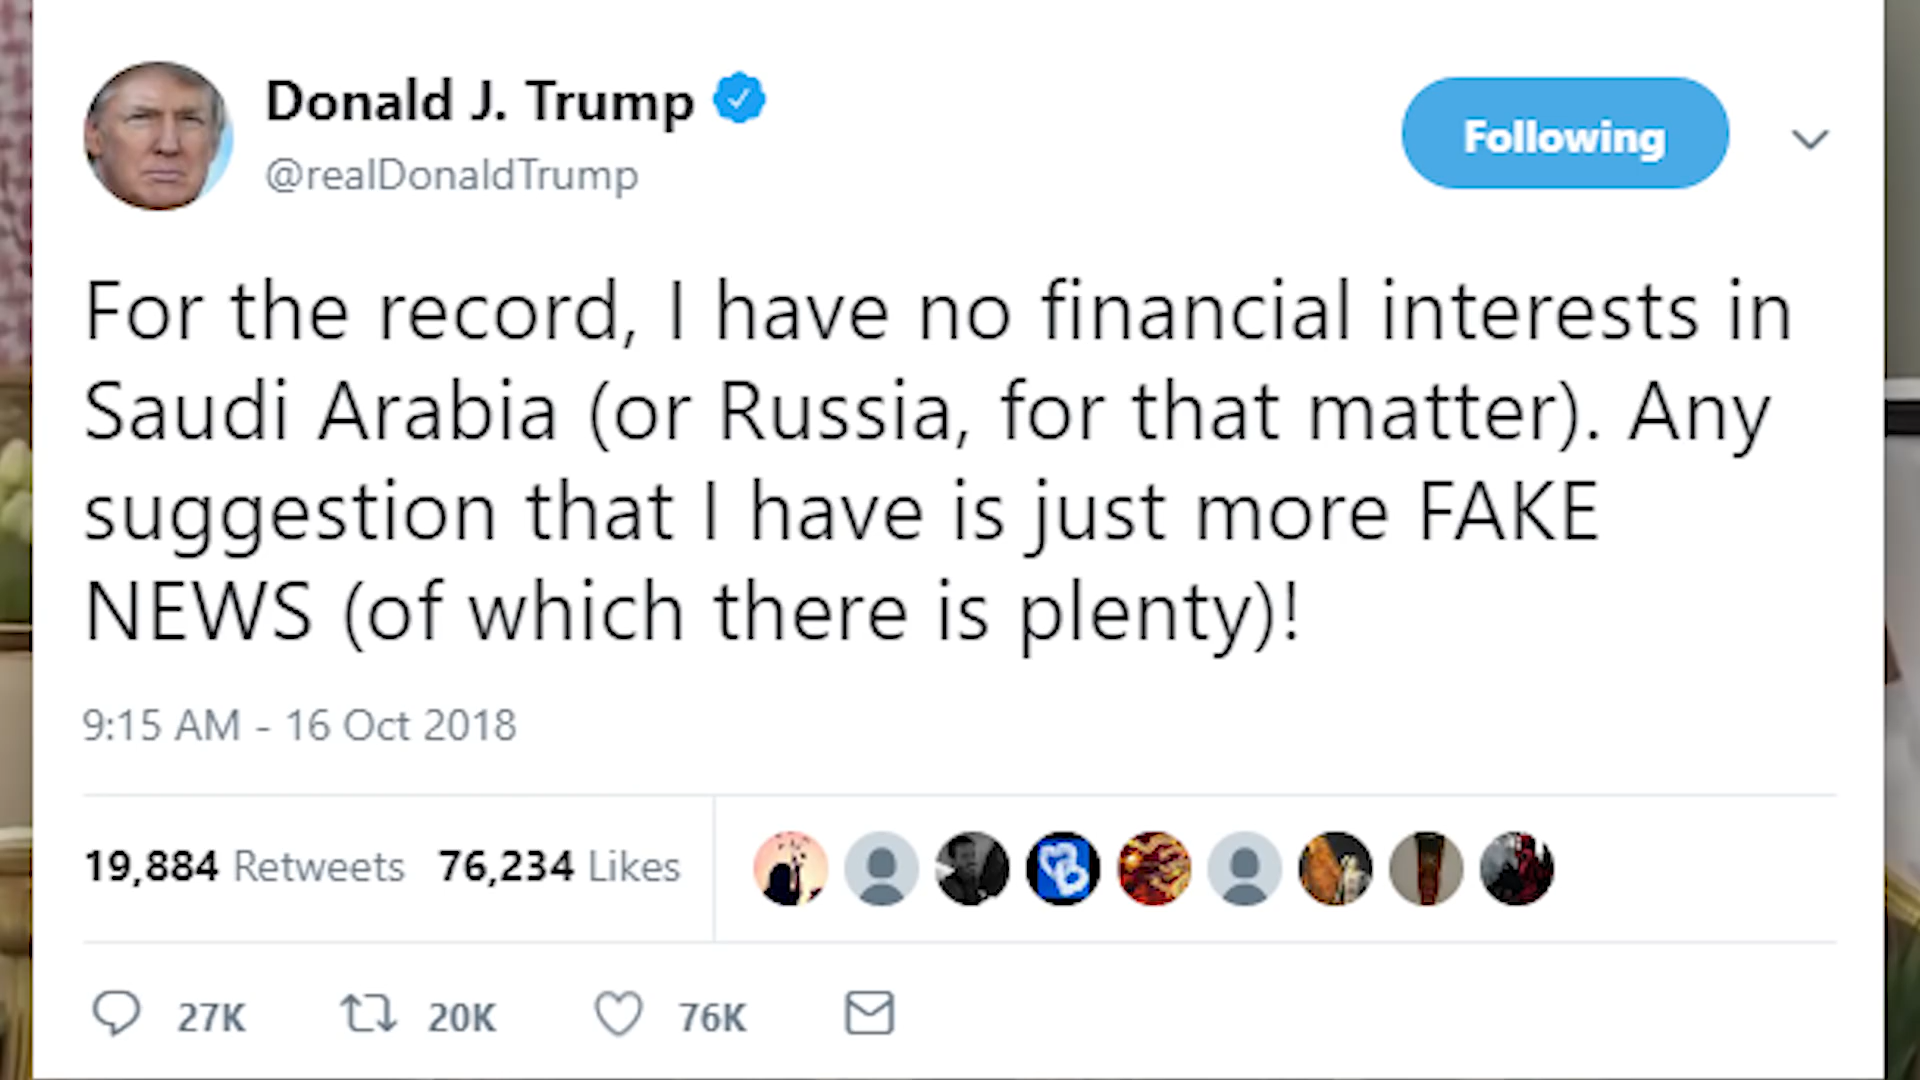 Donald J. Trump
@realDonaldTrump
Following
For the record, I have no financial interests in
Saudi Arabia (or Russia, for that matter). Any
suggestion that I have is just more FAKE
NEWS (of which there is plenty)!
9:15 AM - 16 Oct 2018
19,884 Retweets 76,234 Likes
27K 20K 76K